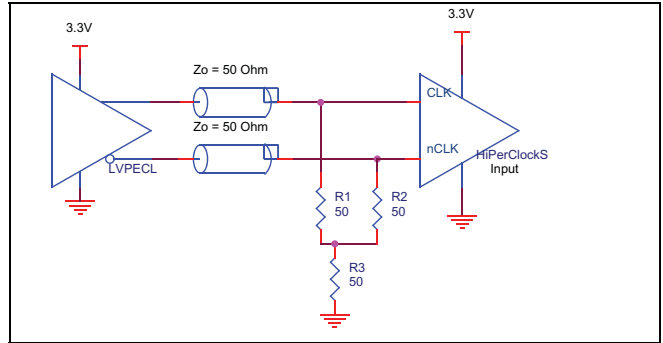 3.3V
3.3V
Zo = 50 Ohm
CLK
Zo = 50 Ohm
nCLK
HiPerClockS
LVPECL
Input
R1
50
R2
50
R3
50